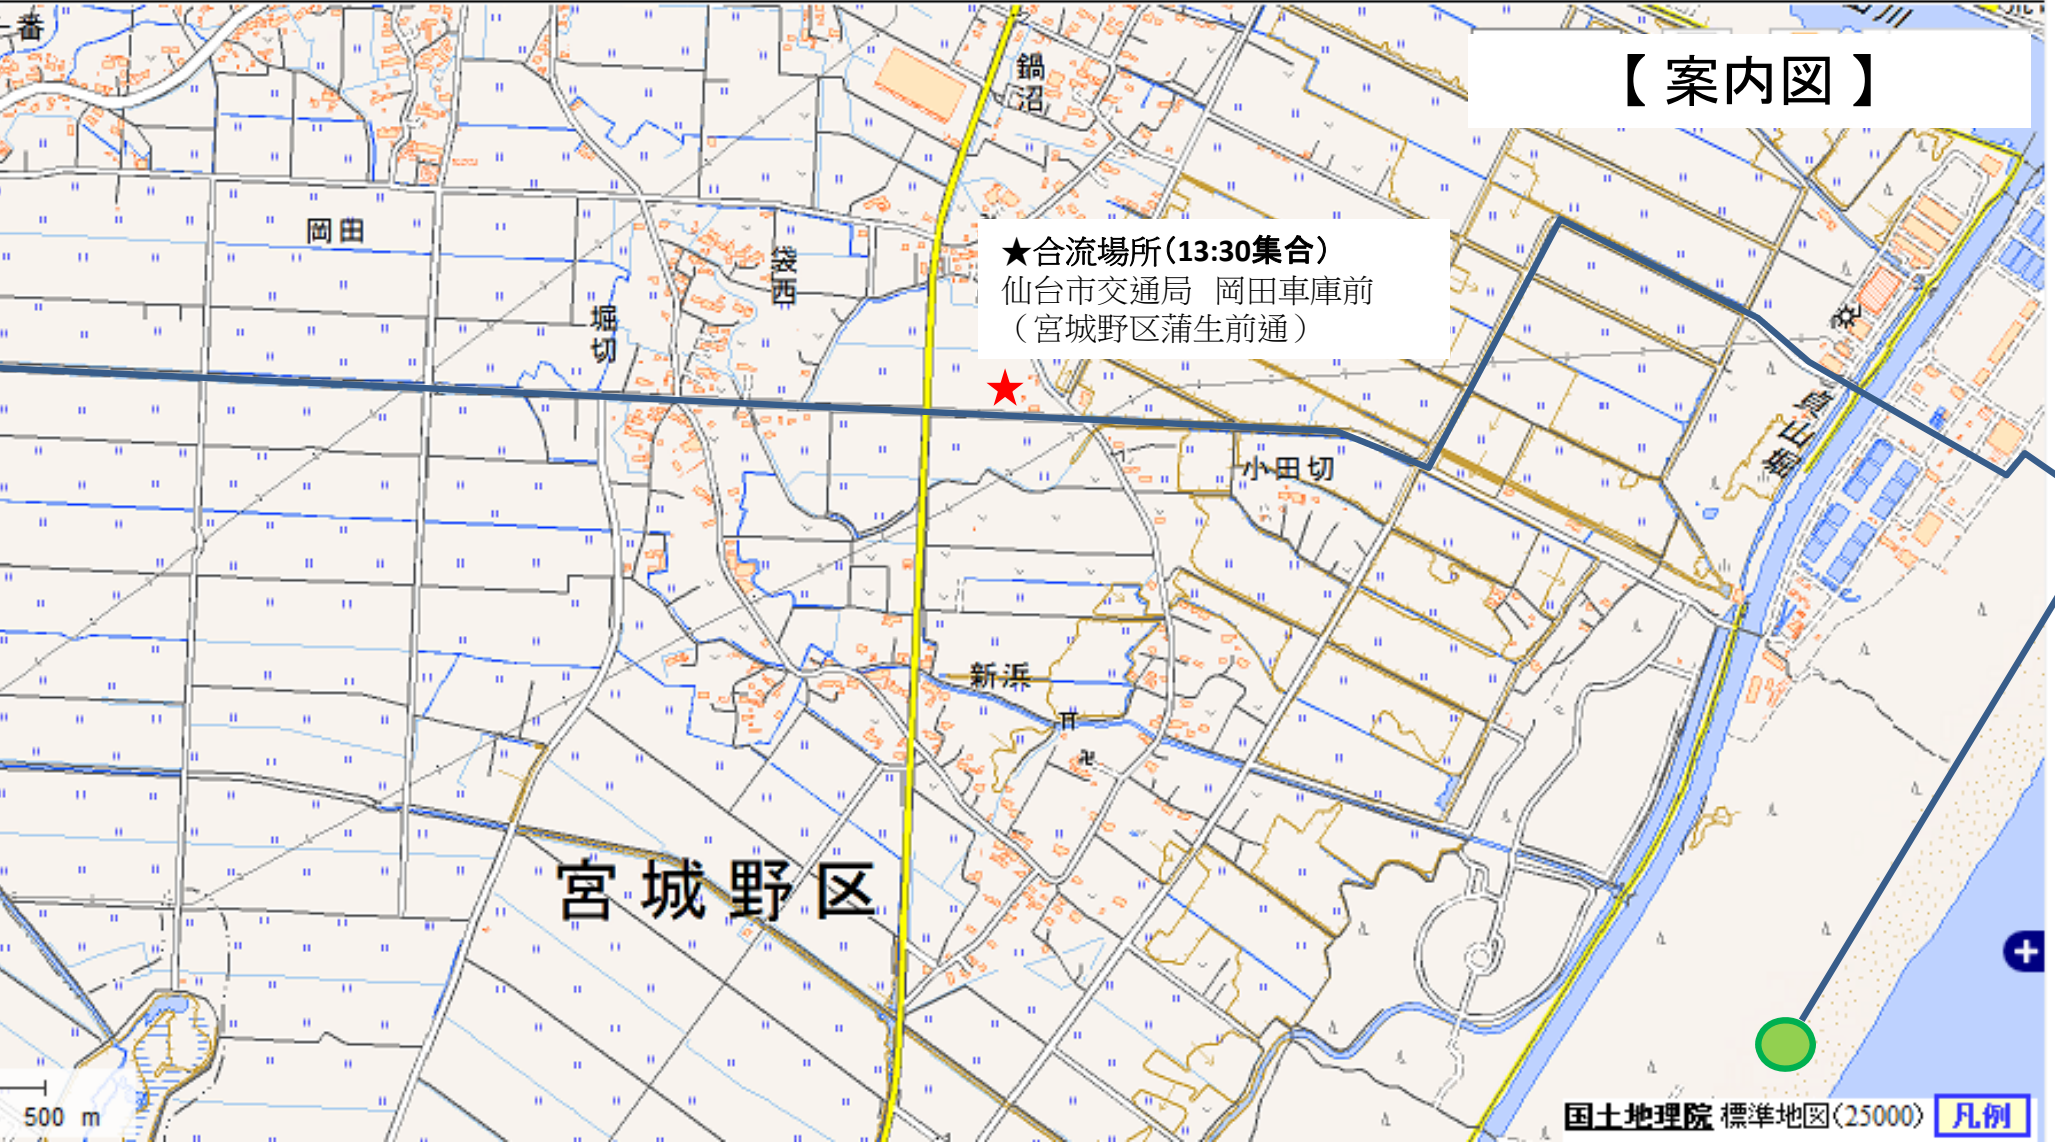 一番
鍋
沼
【 案内図 】
岡田
袋
西
堀
切
★合流場所(13:30集合)
仙台市交通局　岡田車庫前
（宮城野区蒲生前通）
小田切
貞
山
堀
新浜
宮城野区
500 m
国土地理院 標準地図(25000)
凡例